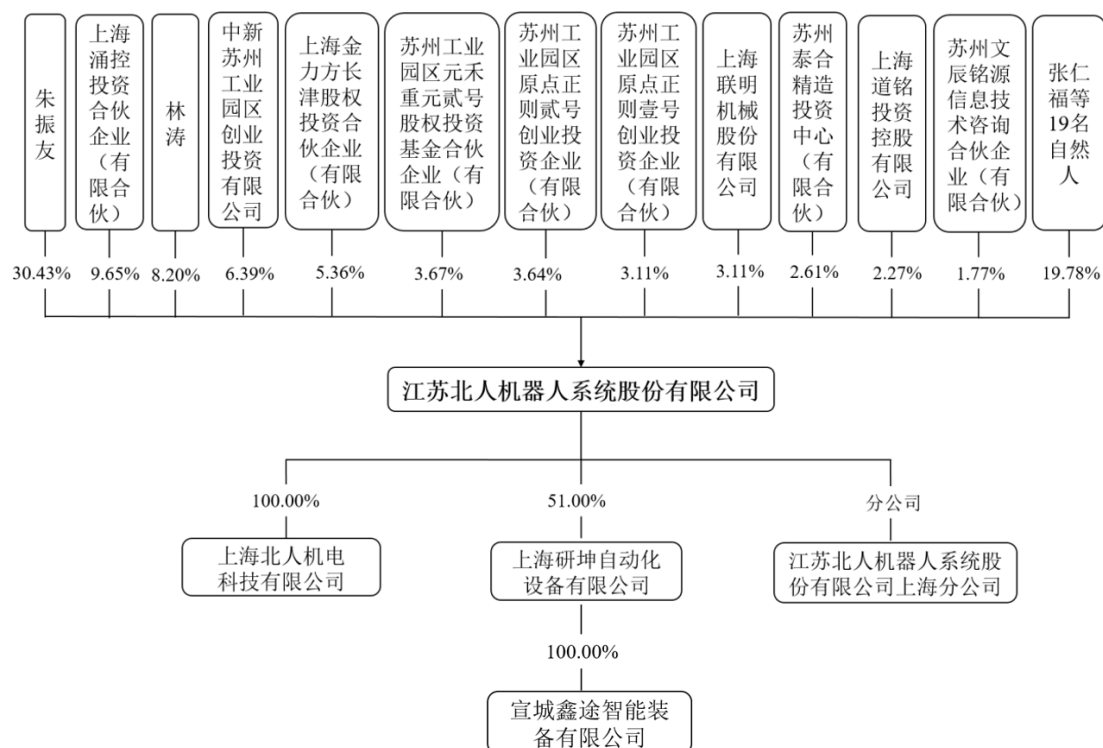 朱
振
友
上海
涌控
投资
合伙
企业
（有
限合
伙）
林
涛
中新
苏州
工业
园区
创业
投资
有限
公司
上海金
力方长
津股权
投资合
伙企业
（有限
合伙）
苏州工业
园区元禾
重元贰号
股权投资
基金合伙
企业（有
限合伙）
苏州工
业园区
原点正
则贰号
创业投
资企业
（有限
合伙）
苏州工
业园区
原点正
则壹号
创业投
资企业
（有限
合伙）
上海
联明
机械
股份
有限
公司
苏州
泰合
精造
投资
中心
（有
限合
伙）
上海
道铭
投资
控股
有限
公司
苏州文
辰铭源
信息技
术咨询
合伙企
业（有
限合伙）
张仁
福等
19名
自然
人
30.43%
9.65%
8.20%
6.39%
5.36%
3.67%
3.64%
3.11%
3.11%
2.61%
2.27%
1.77%
19.78%
江苏北人机器人系统股份有限公司
100.00%
51.00%
分公司
上海北人机电
科技有限公司
上海研坤自动化
设备有限公司
江苏北人机器人系统股
份有限公司上海分公司
100.00%
宣城鑫途智能装
备有限公司